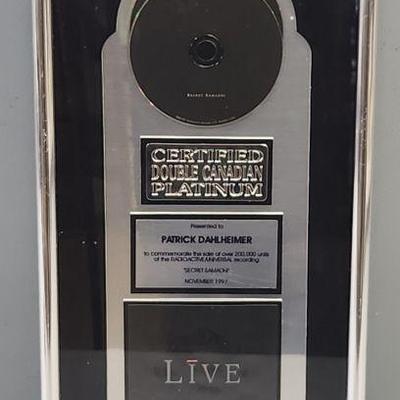 SECRET SAMADHI
CERTIFIED
DOUBLE CANADIAN
PLATINUM
Presented to
PATRICK DAHLHEIMER
to commemorate the sale of over 200,000 units
of the RADIOACTIVE/UNIVERSAL recording
"SECRET SAMADHI"
NOVEMBER 1997
LĪVE